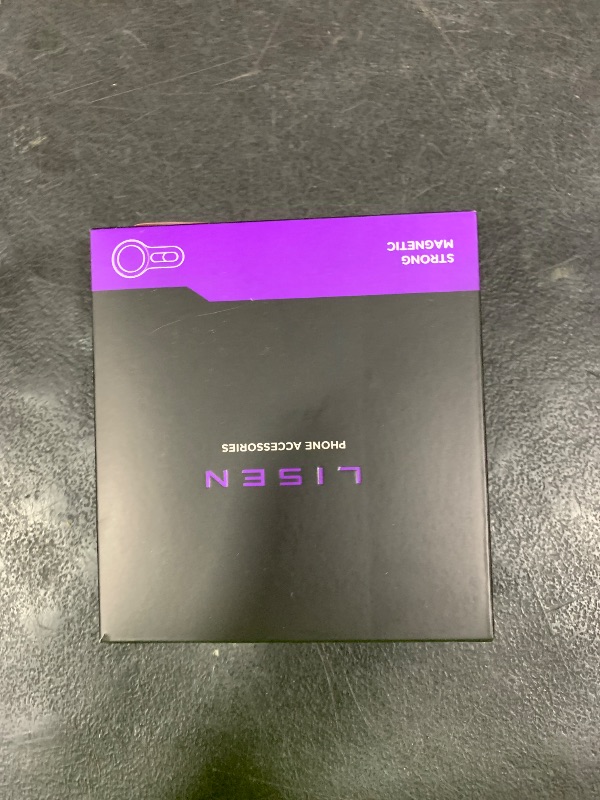 LISEN
PHONE ACCESSORIES
STRONG
MAGNETIC